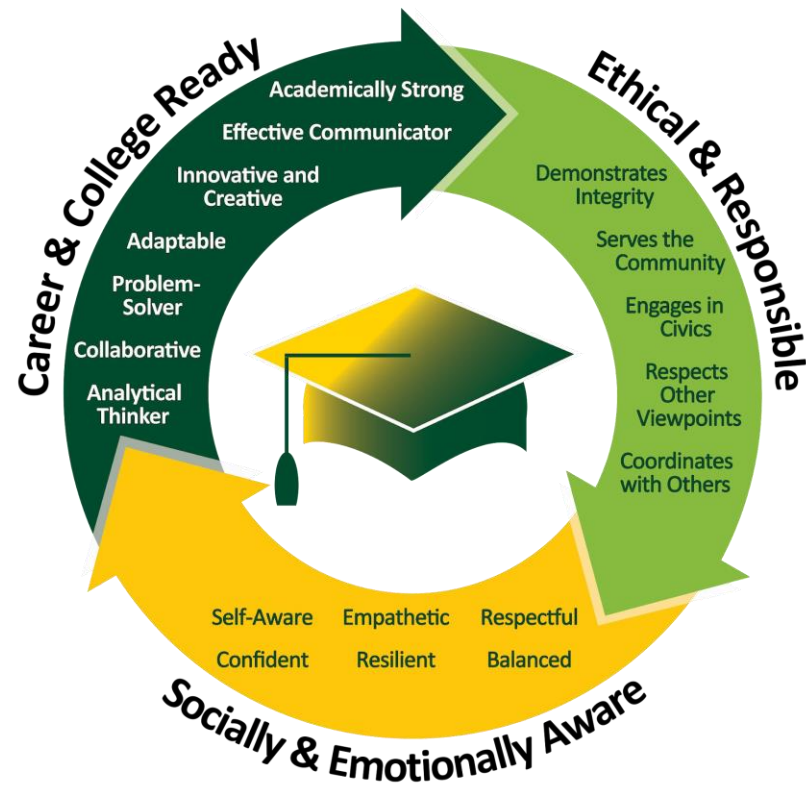 Career & College Ready
Academically Strong
Effective Communicator
Innovative and
Creative
Adaptable
Problem-
Solver
Collaborative
Analytical
Thinker
Ethical & Responsible
Demonstrates
Integrity
Serves the
Community
Engages in
Civics
Respects
Other
Viewpoints
Coordinates
with Others
Self-Aware Empathetic Respectful
Confident Resilient Balanced
Socially & Emotionally Aware